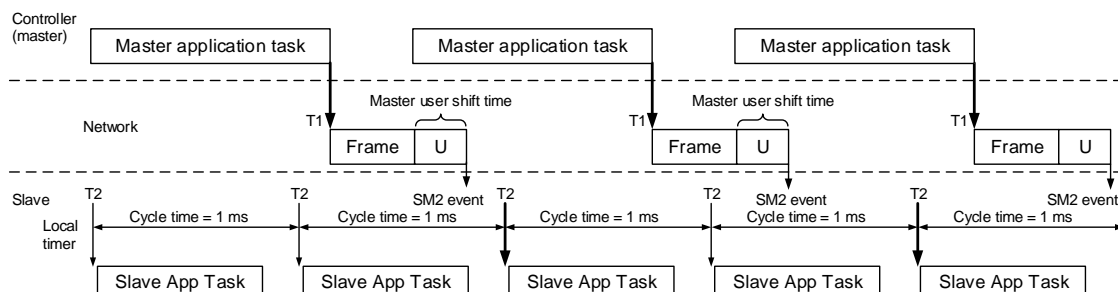 Controller
(master)
Master application task Master application task Master application task
Master user shift time Master user shift time
Network
T1 T1 T1
Frame U Frame U Frame U
Slave
T2 T2 SM2 event T2 T2 SM2 event T2 SM2 event
Local
timer
Cycle time = 1 ms Cycle time = 1 ms Cycle time = 1 ms Cycle time = 1 ms Cycle time = 1 ms
Slave App Task Slave App Task Slave App Task Slave App Task Slave App Task